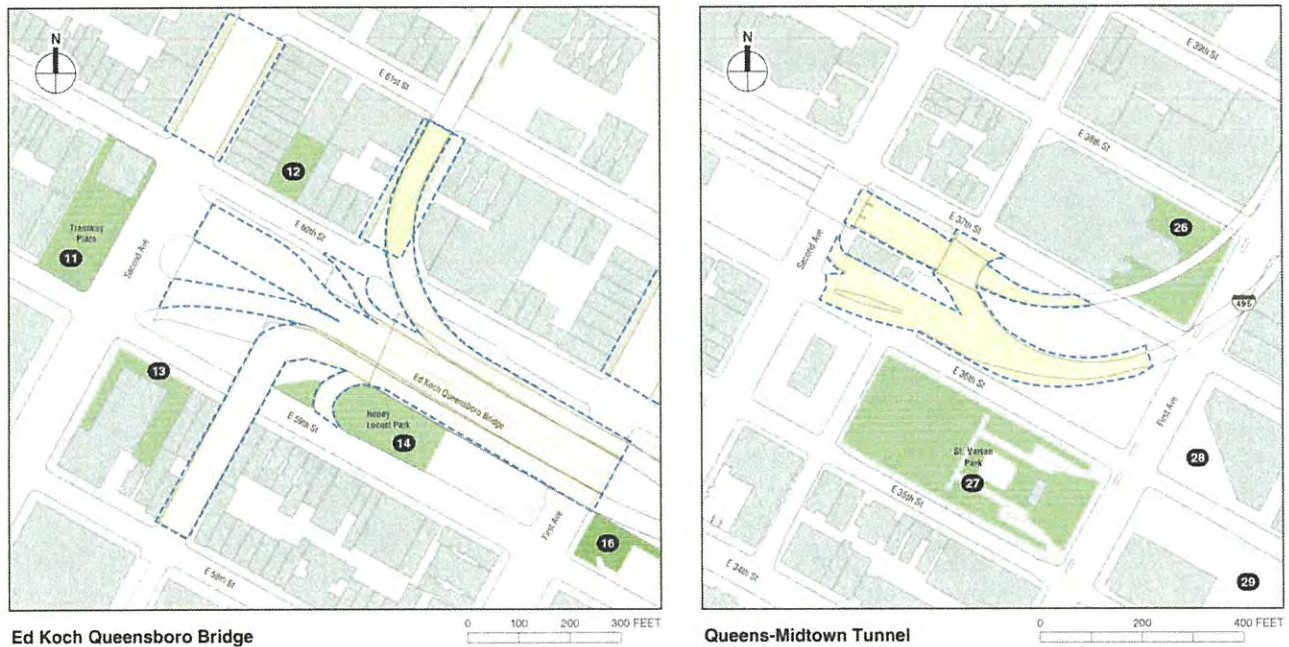 N
E 61st St
12
Tramway
Plaza
11
Second Ave
E 60th St
13
Ed Koch Queensboro Bridge
Honey
Locust Park
14
E 59th St
First Ave
16
E 58th St
Ed Koch Queensboro Bridge
0 100 200 300 FEET
N
E 39th St
E 38th St
26
E 37th St
Second Ave
495
E 36th St
First Ave
St. Vartan
Park
27
28
E 35th St
E 34th St
29
Queens-Midtown Tunnel
0 200 400 FEET